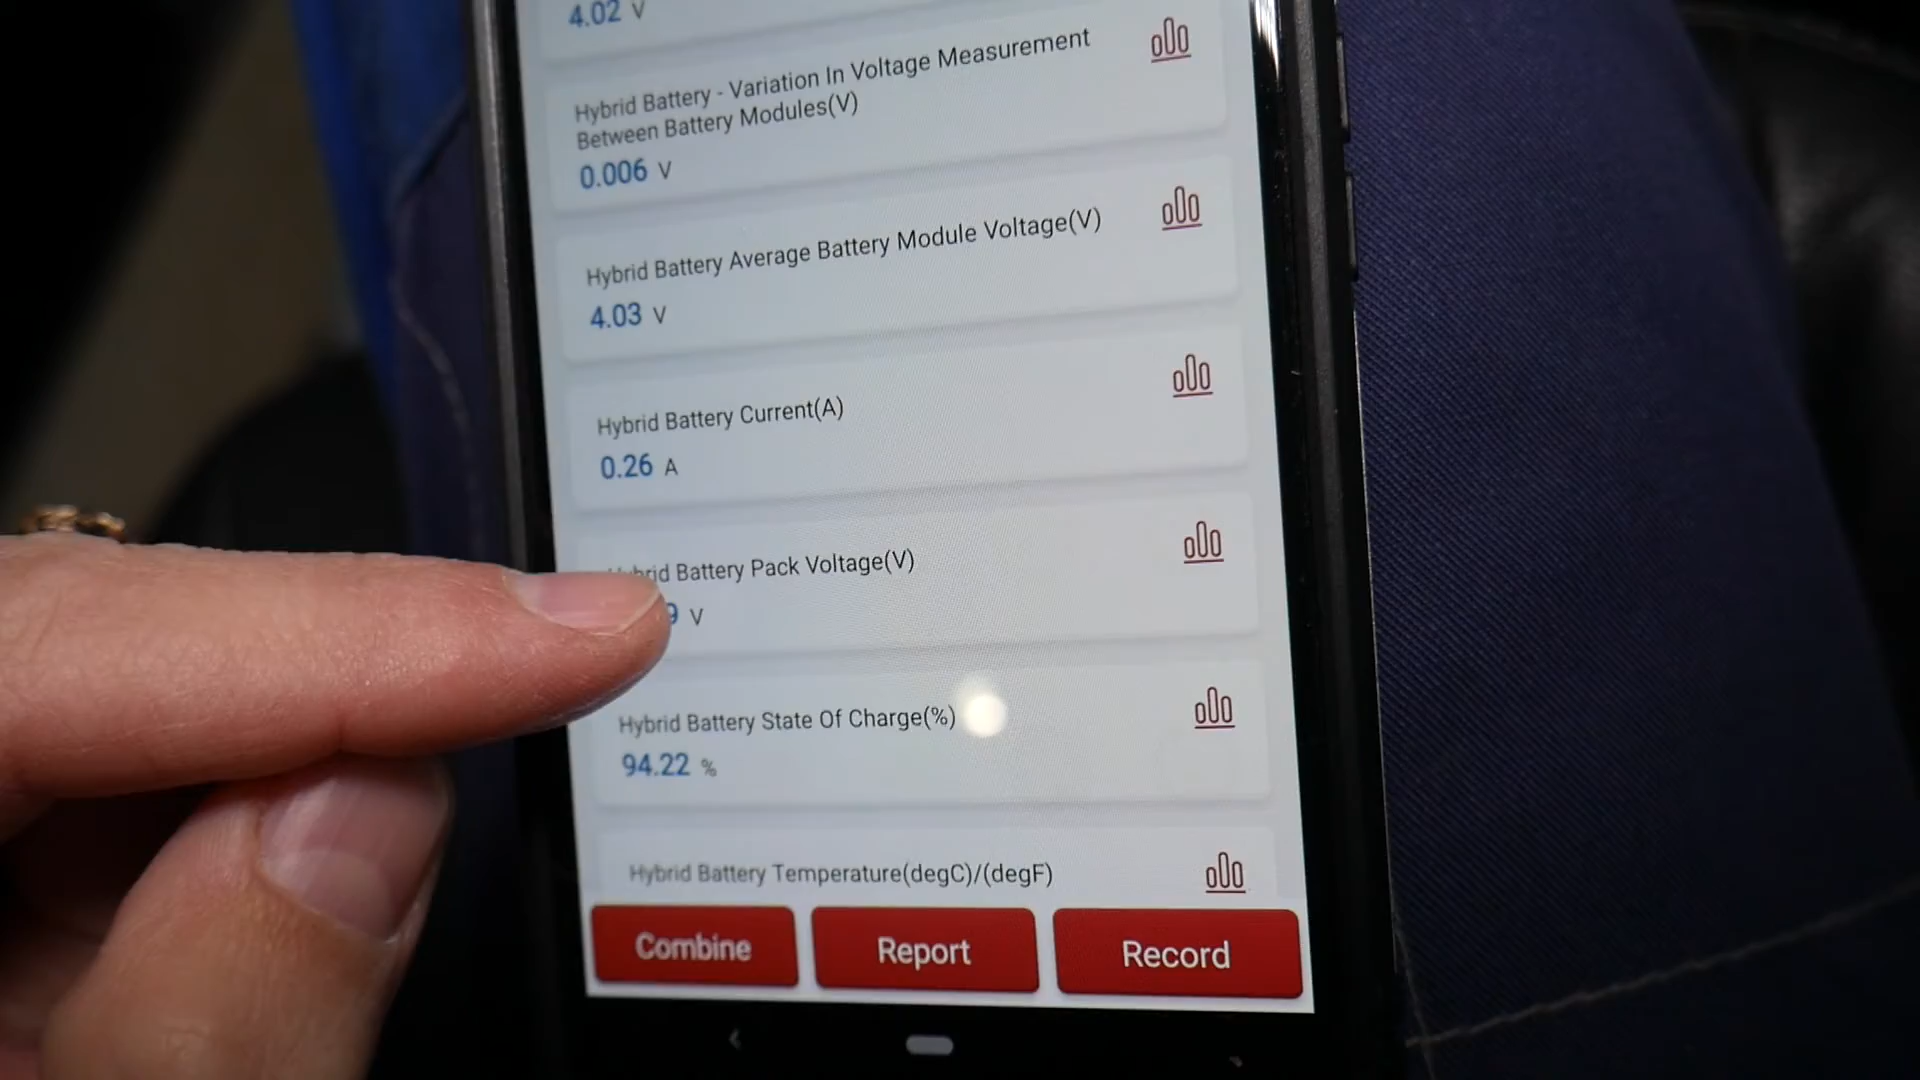 4.02 V
Hybrid Battery - Variation In Voltage Measurement
Between Battery Modules(V)
0.006 V
Hybrid Battery Average Battery Module Voltage(V)
4.03 V
Hybrid Battery Current(A)
0.26 A
Battery Pack Voltage(V)
V
Hybrid Battery State Of Charge(%)
94.22 %
Hybrid Battery Temperature(degC)/(degF)
Combine
Report
Record